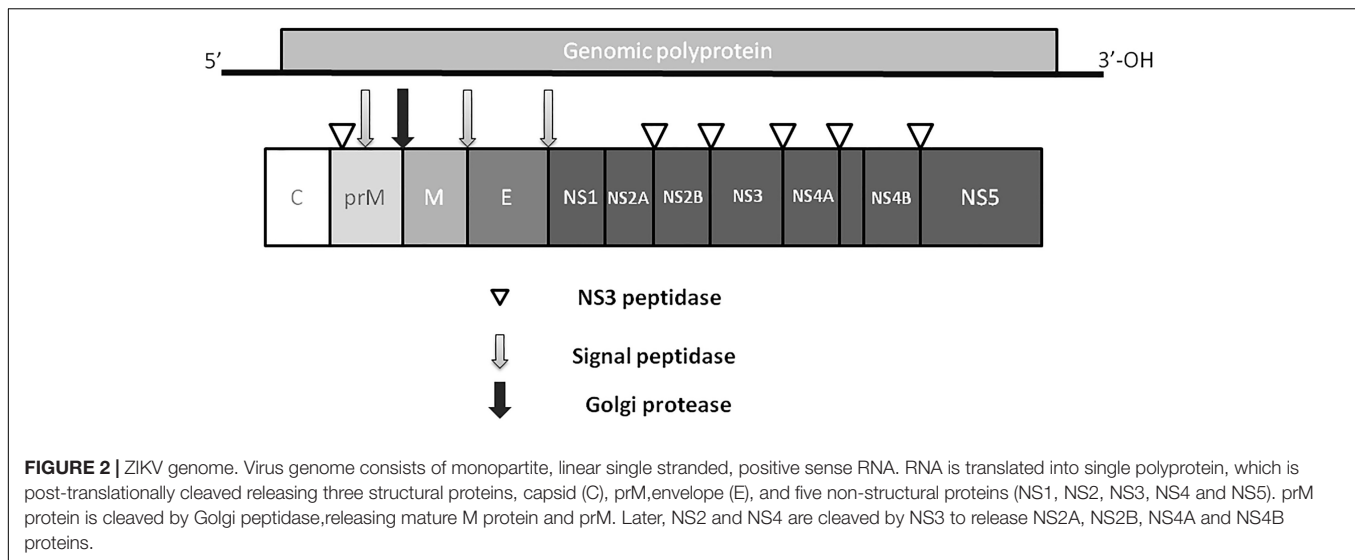 Genomic polyprotein
5’ 3’-OH
C prM M E NS1 NS2A NS2B NS3 NS4A NS4B NS5
NS3 peptidase
Signal peptidase
Golgi protease
FIGURE 2 | ZIKV genome. Virus genome consists of monopartite, linear single stranded, positive sense RNA. RNA is translated into single polyprotein, which is
post-translationally cleaved releasing three structural proteins, capsid (C), prM,envelope (E), and five non-structural proteins (NS1, NS2, NS3, NS4 and NS5). prM
protein is cleaved by Golgi peptidase,releasing mature M protein and prM. Later, NS2 and NS4 are cleaved by NS3 to release NS2A, NS2B, NS4A and NS4B
proteins.